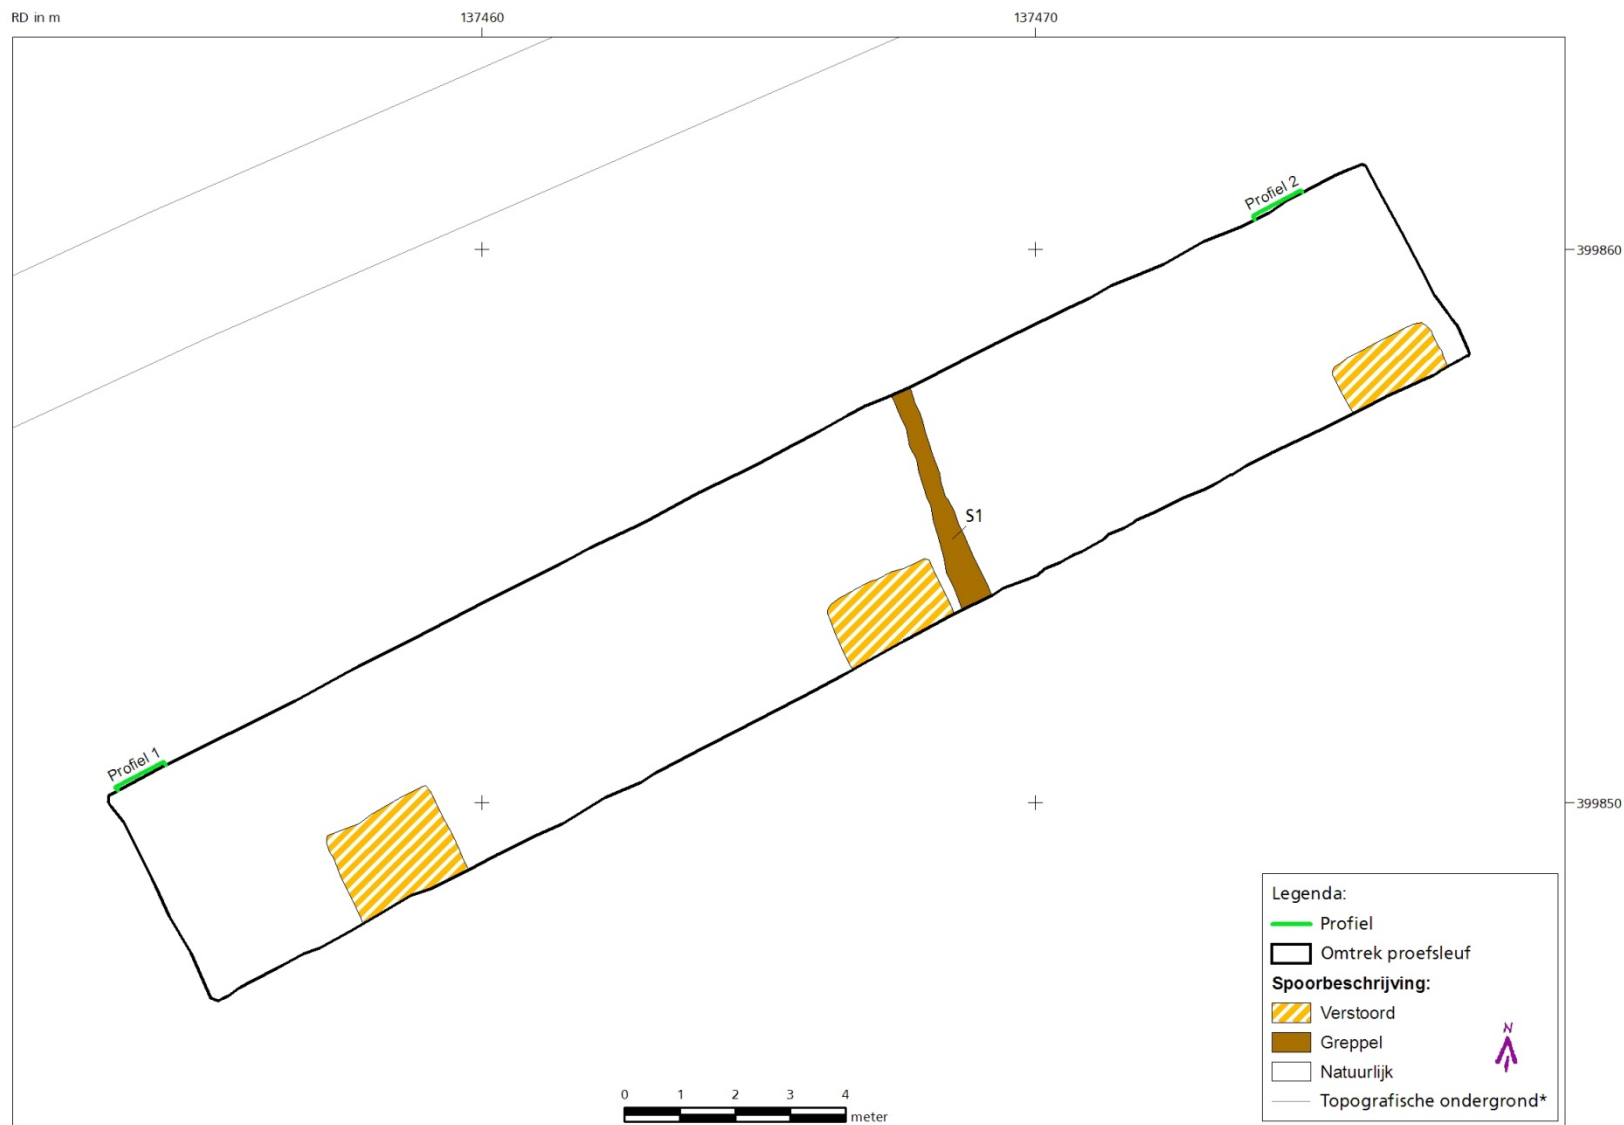 RD in m
137460
137470
Profiel 2
399860
S1
Profiel 1
399850
Legenda:
Profiel
Omtrek proefsleuf
Spoorbeschrijving:
Verstoord
Greppel
Natuurlijk
Topografische ondergrond*
N
0 1 2 3 4
meter